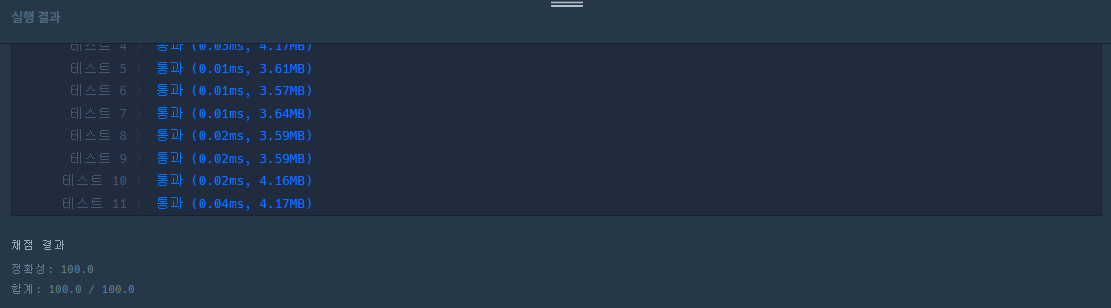 실행 결과
테스트 4 〉 통과 (0.03ms, 4.17MB)
테스트 5 〉 통과 (0.01ms, 3.61MB)
테스트 6 〉 통과 (0.01ms, 3.57MB)
테스트 7 〉 통과 (0.01ms, 3.64MB)
테스트 8 〉 통과 (0.02ms, 3.59MB)
테스트 9 〉 통과 (0.02ms, 3.59MB)
테스트 10 〉 통과 (0.02ms, 4.16MB)
테스트 11 〉 통과 (0.04ms, 4.17MB)
채점 결과
정확성: 100.0
합계: 100.0 / 100.0